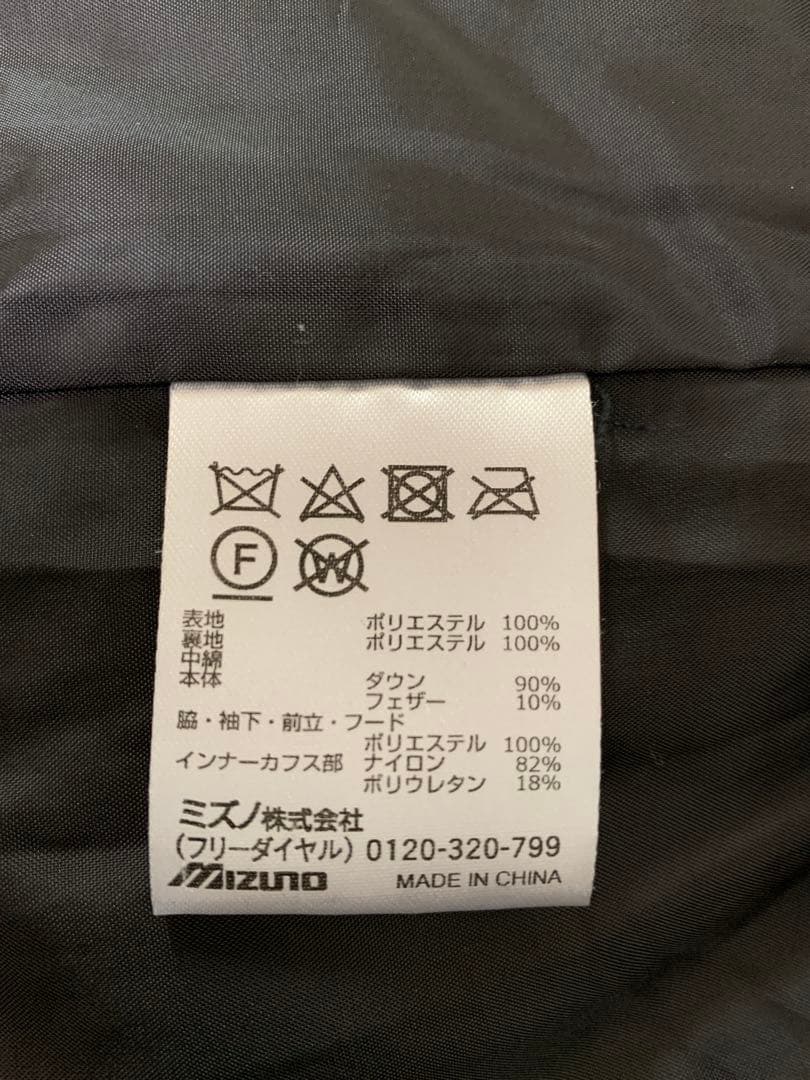 F
W
表地 ポリエステル 100%
裏地 ポリエステル 100%
中綿
本体 ダウン 90%
フェザー 10%
脇・袖下・前立・フード
ポリエステル 100%
インナーカフス部 ナイロン 82%
ポリウレタン 18%
ミズノ株式会社
(フリーダイヤル) 0120-320-799
MIZUNO MADE IN CHINA